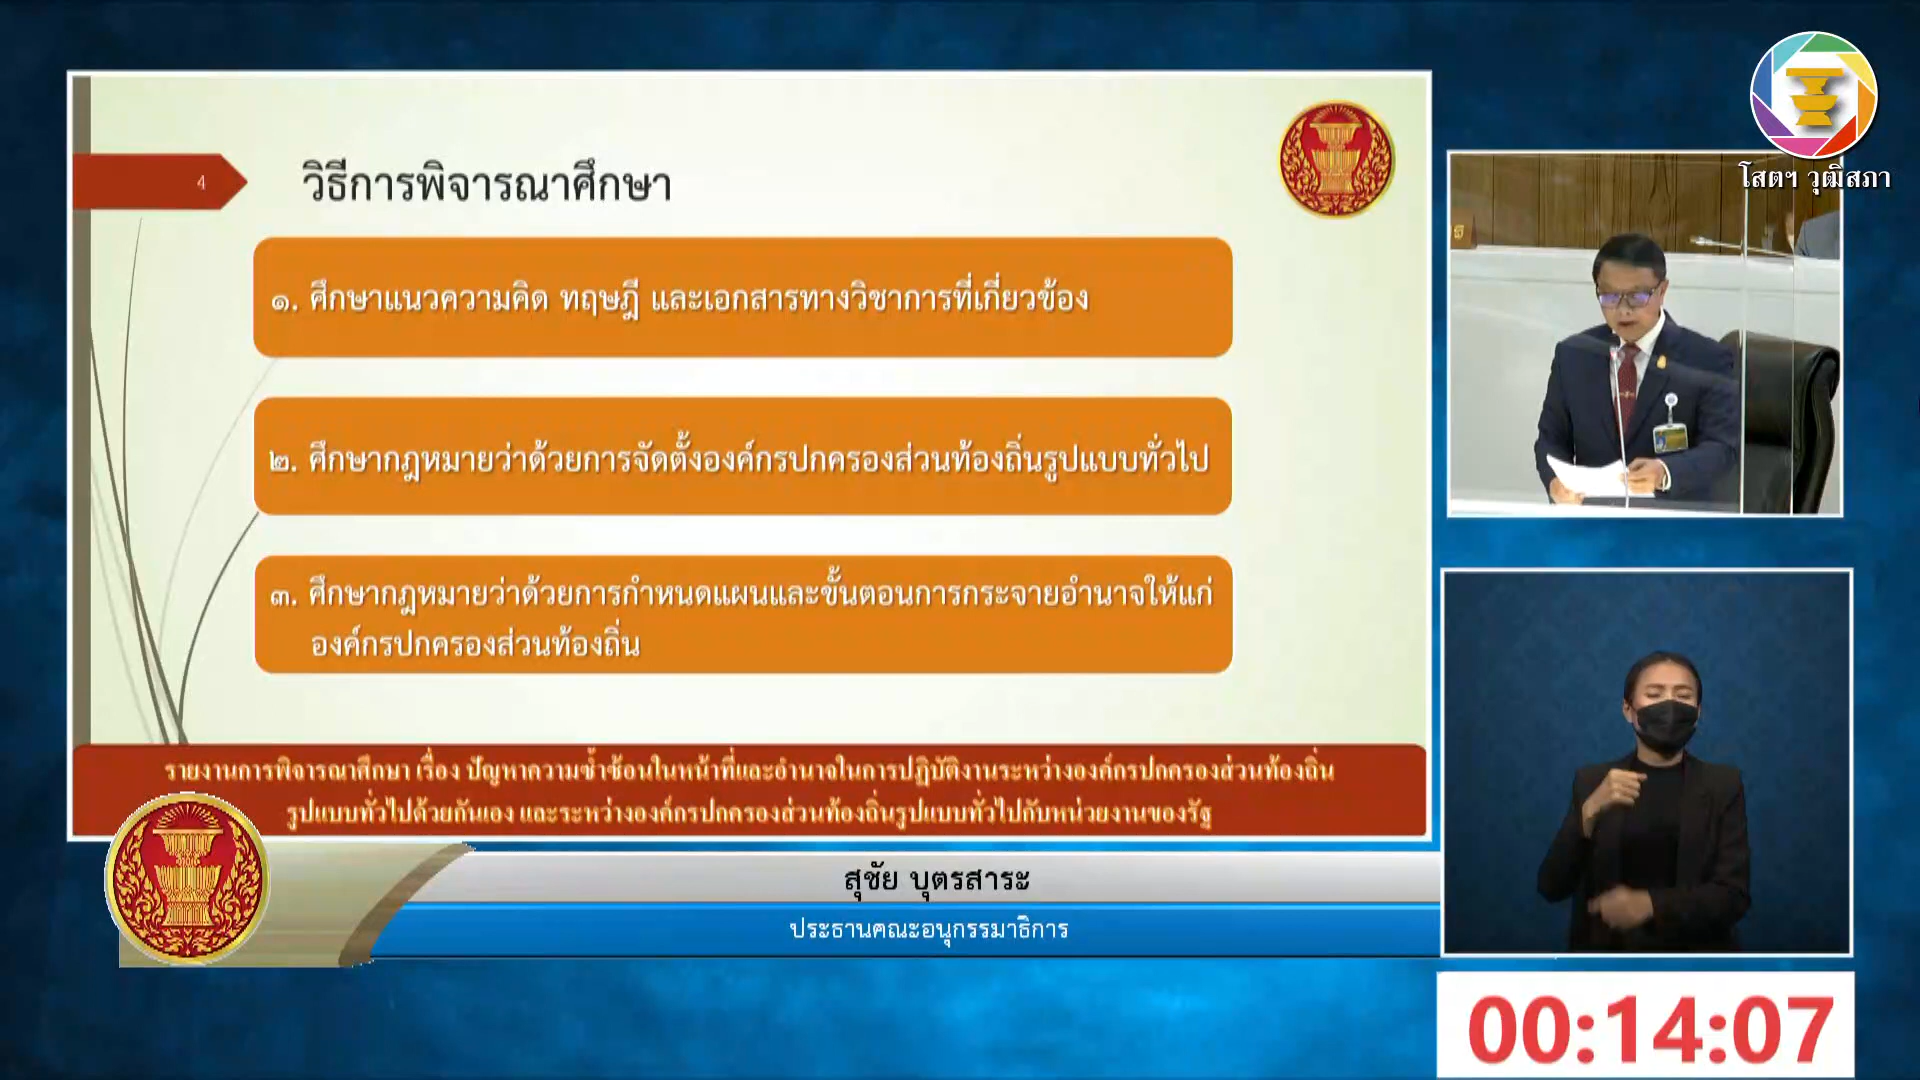 โสตฯ วุฒิสภา
4
วิธีการพิจารณาศึกษา
๑. ศึกษาแนวความคิด ทฤษฎี และเอกสารทางวิชาการที่เกี่ยวข้อง
๒. ศึกษากฎหมายว่าด้วยการจัดตั้งองค์กรปกครองส่วนท้องถิ่นรูปแบบทั่วไป
๓. ศึกษากฎหมายว่าด้วยการกำหนดแผนและขั้นตอนการกระจายอำนาจให้แก่
องค์กรปกครองส่วนท้องถิ่น
รายงานการพิจารณาศึกษา เรื่อง ปัญหาความซ้ำซ้อนในหน้าที่และอำนาจในการปฏิบัติงานระหว่างองค์กรปกครองส่วนท้องถิ่น
รูปแบบทั่วไปด้วยกันเอง และระหว่างองค์กรปกครองส่วนท้องถิ่นรูปแบบทั่วไปกับหน่วยงานของรัฐ
สุชัย บุตรสาระ
ประธานคณะอนุกรรมาธิการ
00:14:07